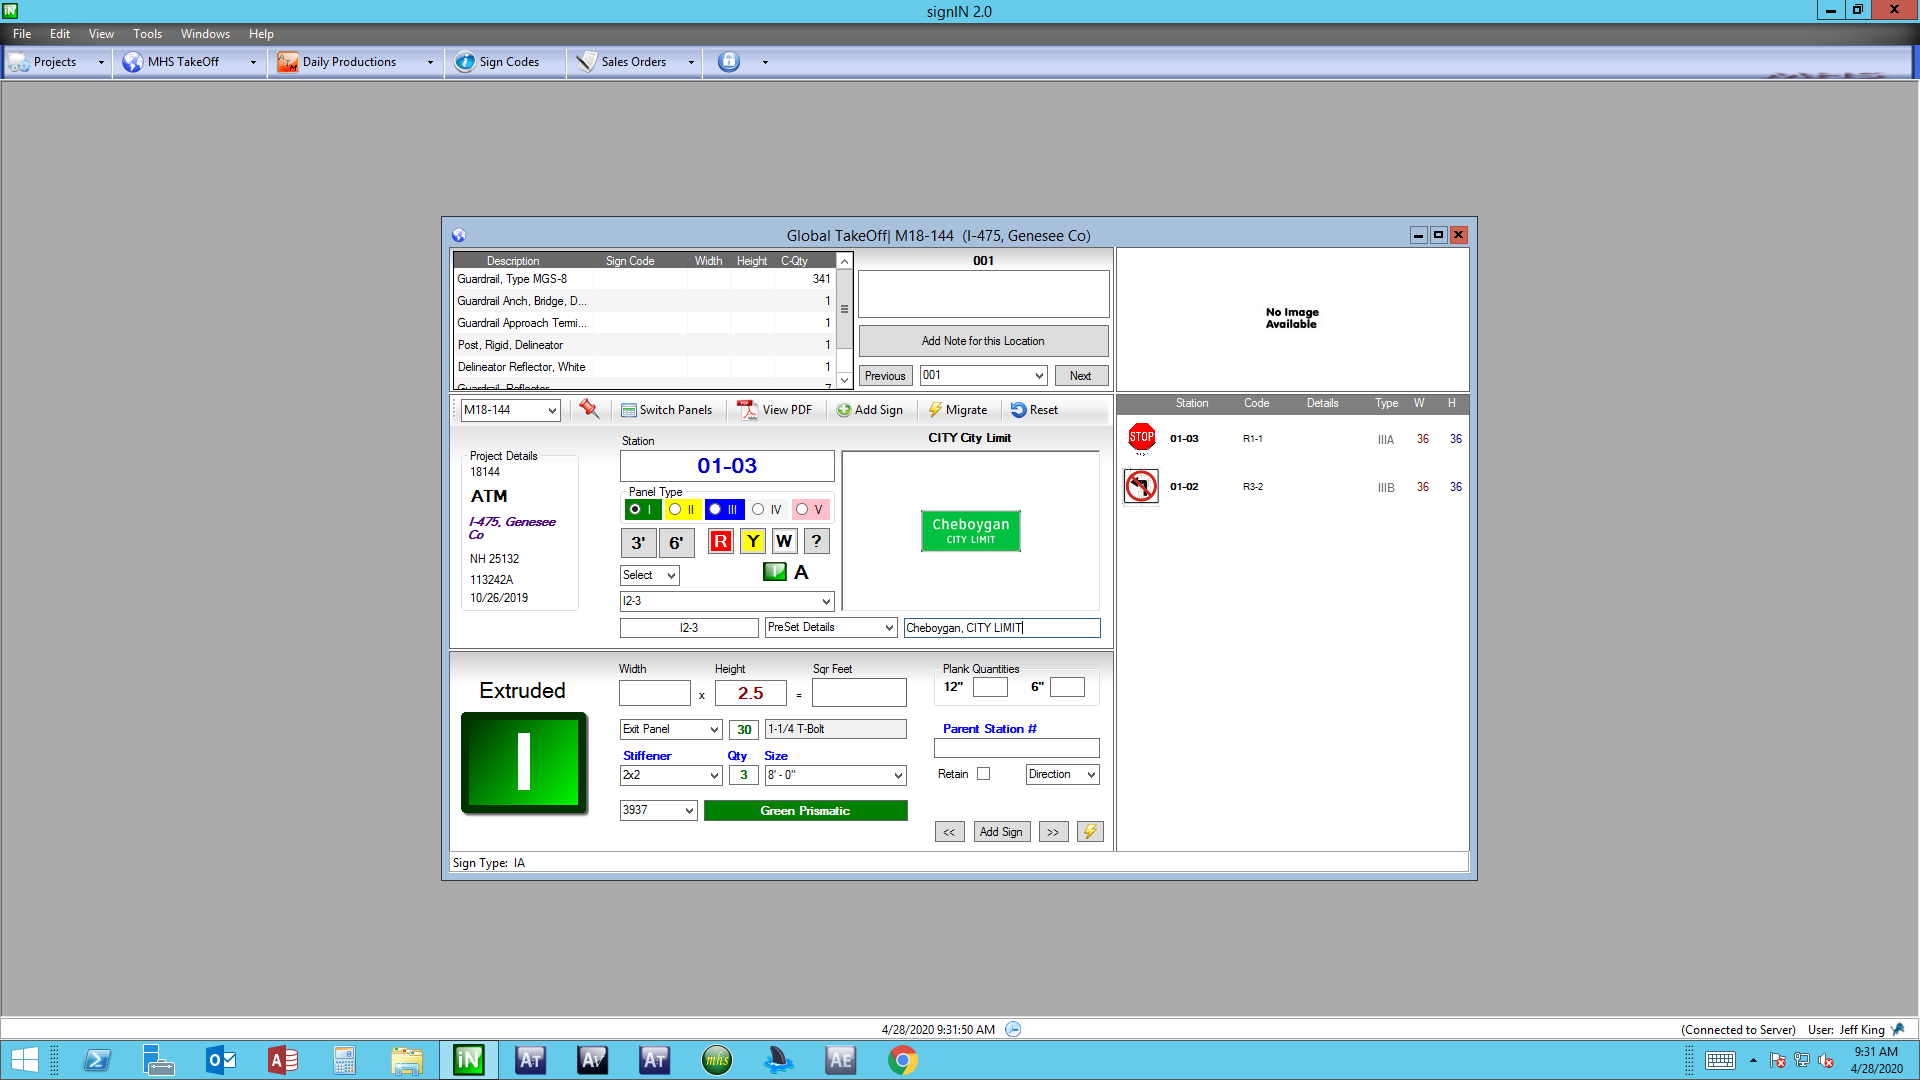 signIN 2.0
File Edit View Tools Windows Help
Projects MHS TakeOff Daily Productions Sign Codes Sales Orders
Global TakeOff| M18-144 (I-475, Genesee Co)
Description Sign Code Width Height C-Qty
Guardrail, Type MGS-8 341
Guardrail Anch, Bridge, D... 1
Guardrail Approach Termi... 1
Post, Rigid, Delineator 1
Delineator Reflector, White 1
Guardrail, Reflector 7
001
Add Note for this Location
Previous 001 Next
No Image
Available
M18-144 Switch Panels View PDF Add Sign Migrate Reset
Station Code Details Type W H
STOP 01-03 R1-1 IIIA 36 36
01-02 R3-2 IIIB 36 36
Project Details
18144
ATM
I-475, Genesee
Co
NH 25132
113242A
10/26/2019
Station
01-03
Panel Type
I II III IV V
3' 6' R Y W ?
Select I A
I2-3
I2-3 PreSet Details Cheboygan, CITY LIMIT
CITY City Limit
Cheboygan
CITY LIMIT
Extruded
I
Width Height Sqr Feet
x 2.5 =
Exit Panel 30 1-1/4 T-Bolt
Stiffener Qty Size
2x2 3 8' - 0"
3937 Green Prismatic
Plank Quantities
12" 6"
Parent Station #
Retain Direction
<< Add Sign >>
Sign Type: IA
4/28/2020 9:31:50 AM
(Connected to Server) User: Jeff King
iN AT AV AT mhs AE
9:31 AM
4/28/2020